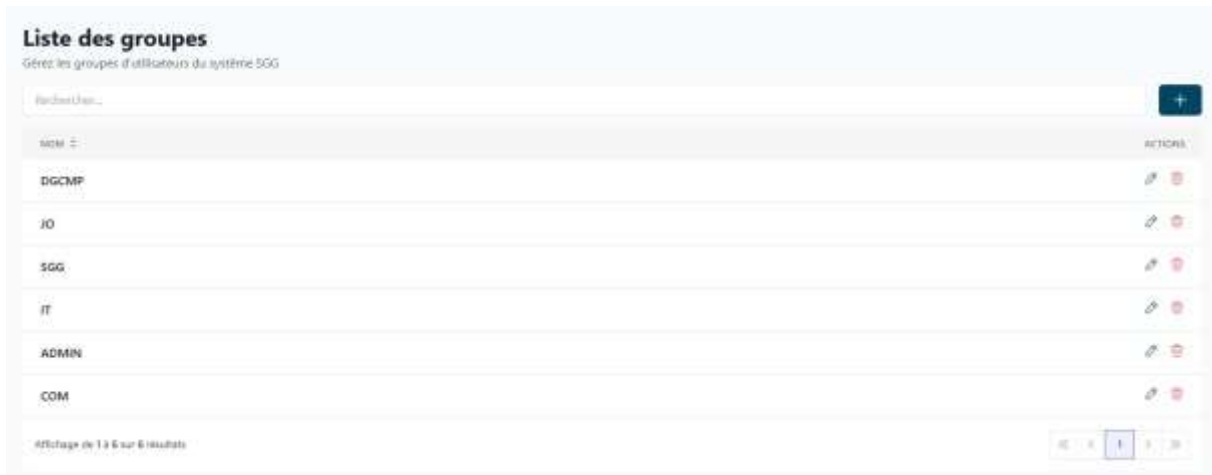 Liste des groupes
Gérez les groupes d'utilisateurs du système SGG
Rechercher...
NOM ACTIONS
DGCMP
JO
SGG
IT
ADMIN
COM
Affichage de 1 à 6 sur 6 résultats « ‹ 1 › »